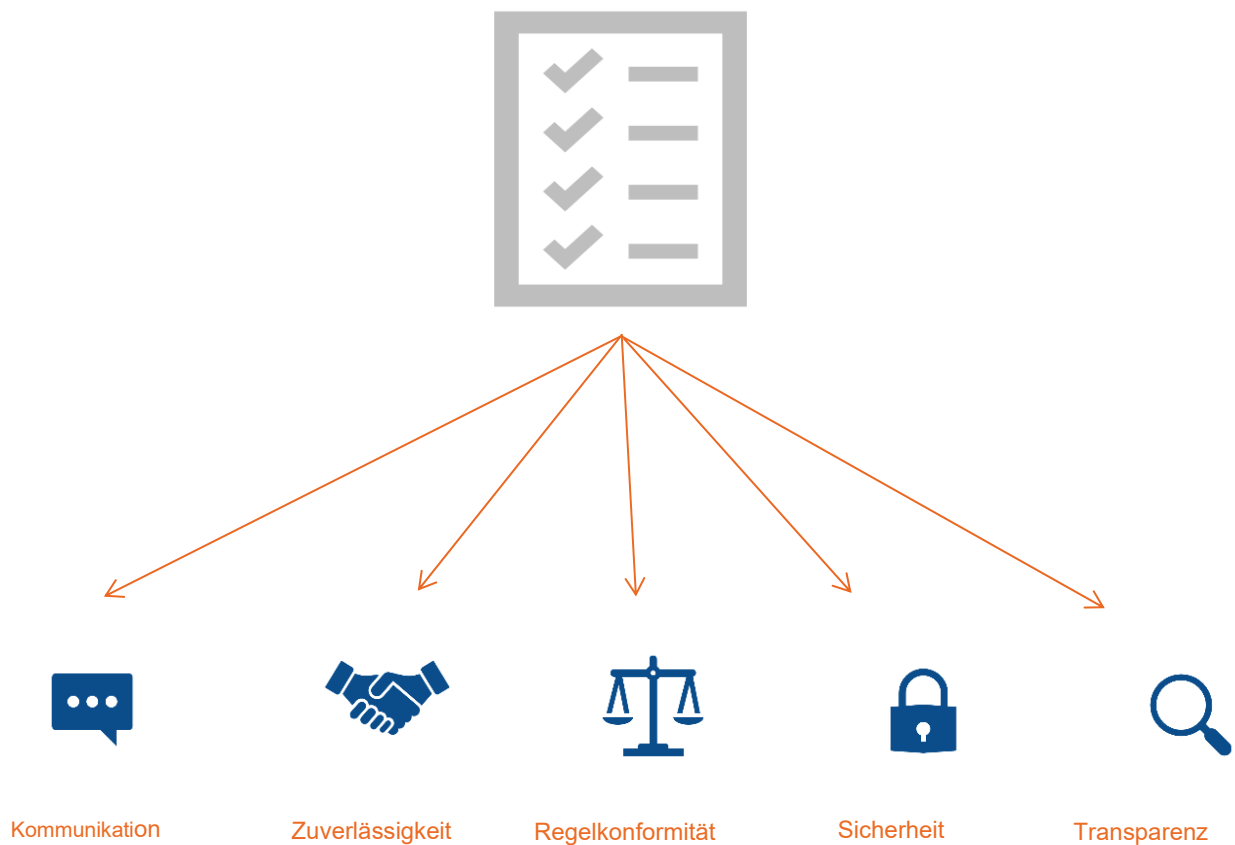 Kommunikation
Zuverlässigkeit
Regelkonformität
Sicherheit
Transparenz